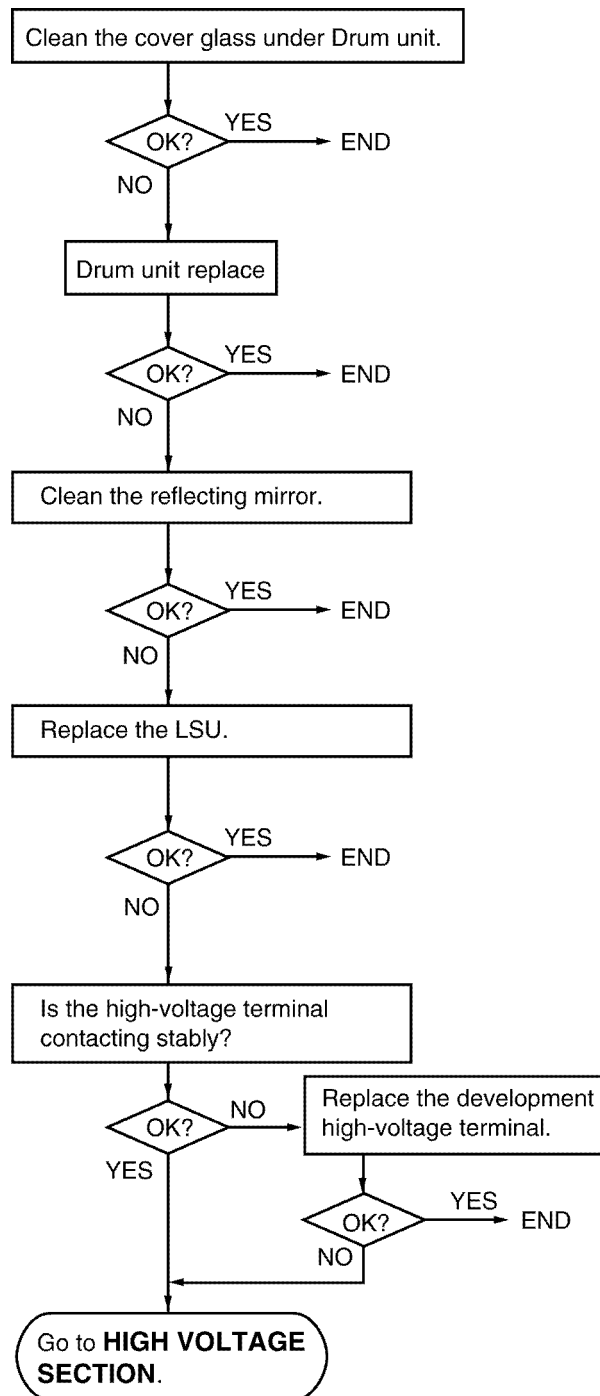 Clean the cover glass under Drum unit.
YES
OK?
END
NO
Drum unit replace
YES
OK?
END
NO
Clean the reflecting mirror.
YES
OK?
END
NO
Replace the LSU.
YES
OK?
END
NO
Is the high-voltage terminal
contacting stably?
NO
OK?
YES
Replace the development
high-voltage terminal.
YES
OK?
END
NO
Go to HIGH VOLTAGE
SECTION.